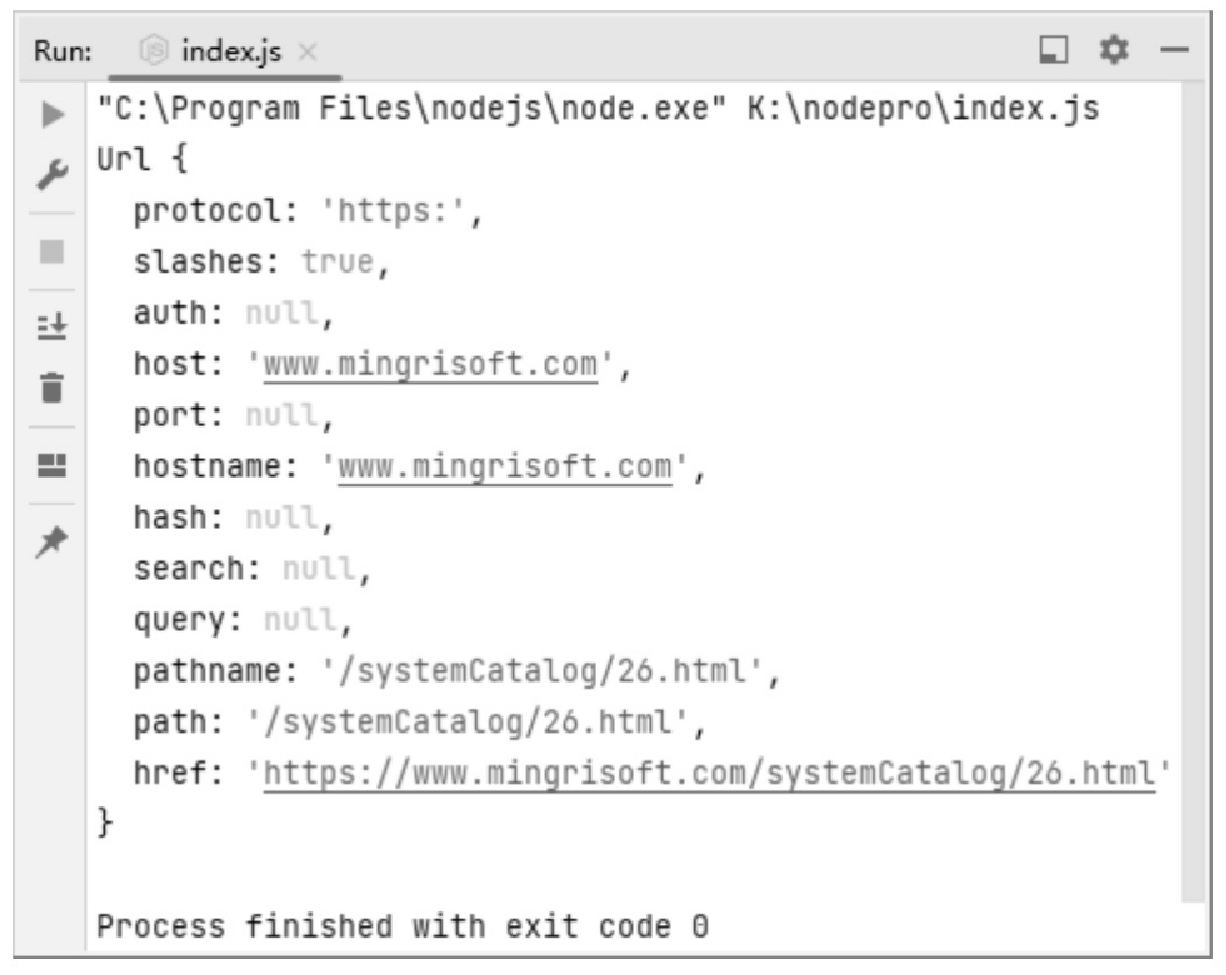 Run: index.js ×
"C:\Program Files\nodejs\node.exe" K:\nodepro\index.js
Url {
  protocol: 'https:',
  slashes: true,
  auth: null,
  host: 'www.mingrisoft.com',
  port: null,
  hostname: 'www.mingrisoft.com',
  hash: null,
  search: null,
  query: null,
  pathname: '/systemCatalog/26.html',
  path: '/systemCatalog/26.html',
  href: 'https://www.mingrisoft.com/systemCatalog/26.html'
}
Process finished with exit code 0